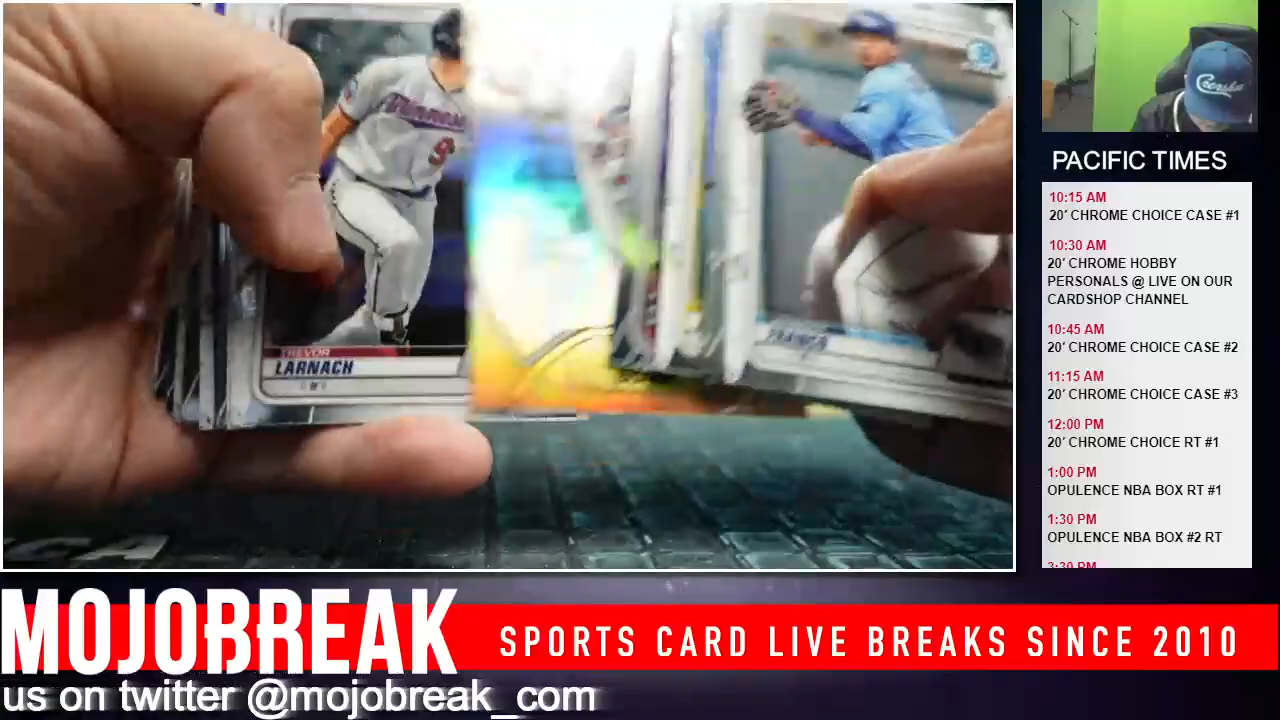 TREVOR
LARNACH
PACIFIC TIMES
10:15 AM
20' CHROME CHOICE CASE #1
10:30 AM
20' CHROME HOBBY
PERSONALS @ LIVE ON OUR
CARDSHOP CHANNEL
10:45 AM
20' CHROME CHOICE CASE #2
11:15 AM
20' CHROME CHOICE CASE #3
12:00 PM
20' CHROME CHOICE RT #1
1:00 PM
OPULENCE NBA BOX RT #1
1:30 PM
OPULENCE NBA BOX #2 RT
3:30 PM
MOJOBREAK
SPORTS CARD LIVE BREAKS SINCE 2010
us on twitter @mojobreak_com